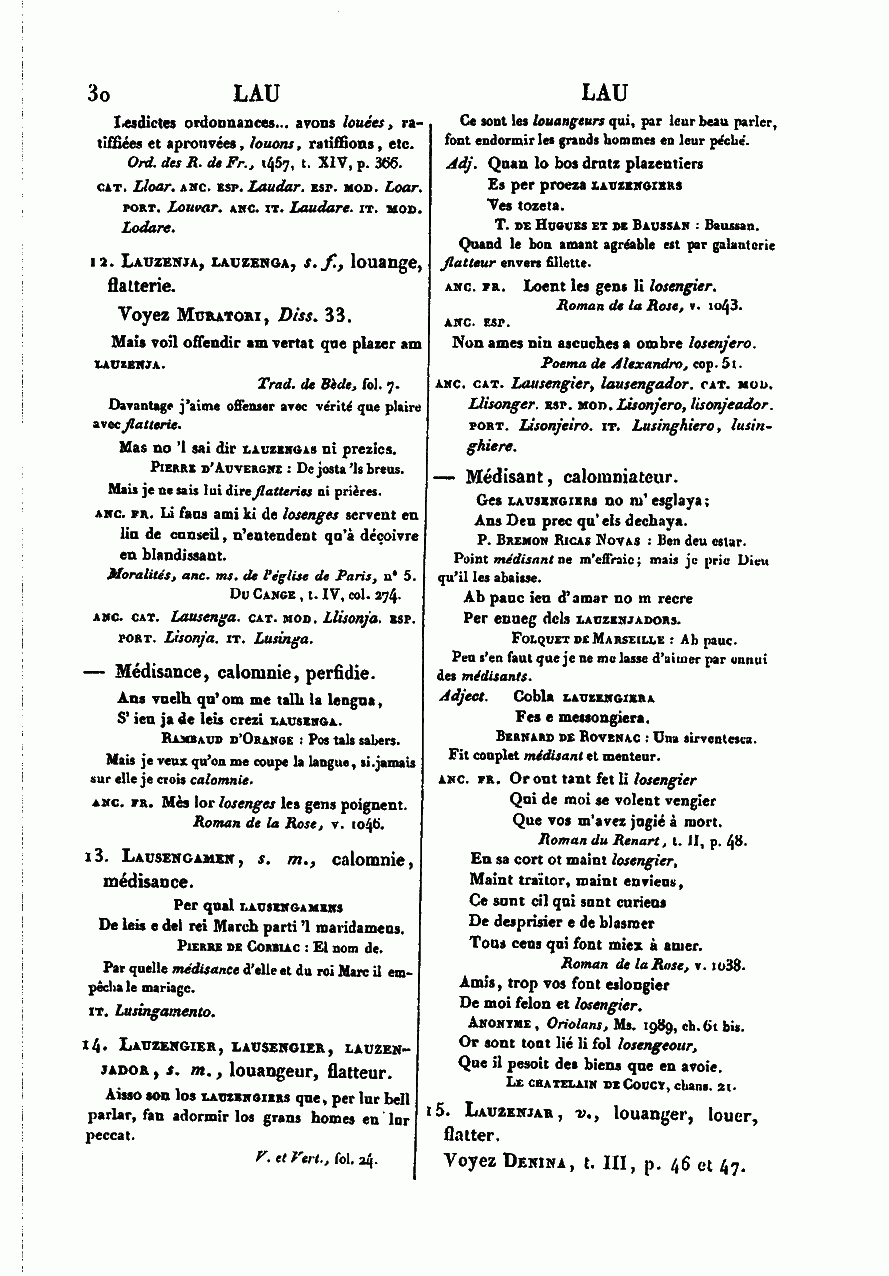 30 LAU LAU
Lesdictes ordonnances... avons louées, ra-
tiffiées et apronvées, louons, ratiffions, etc.
Ord. des R. de Fr., 1457, t. XIV, p. 366.
CAT. Lloar. ANC. ESP. Laudar. ESP. MOD. Loar.
PORT. Louvar. ANC. IT. Laudare. IT. MOD.
Lodare.
12. LAUZENJA, LAUZENGA, s. f., louange,
flatterie.
Voyez MURATORI, Diss. 33.
Mais voil offendir am vertat que plazer am
LAUZENJA.
Trad. de Bède, fol. 7.
Davantage j'aime offenser avec vérité que plaire
avec flatterie.
Mas no 'l sai dir LAUZENGAS ni prezics.
PIERRE D'AUVERGNE : De josta 'ls breus.
Mais je ne sais lui dire flatteries ni prières.
ANC. FR. Li faus ami ki de losenges servent en
lin de conseil, n'entendent qu'à déçoivre
en blandissant.
Moralités, anc. ms. de l'église de Paris, n° 5.
DU CANGE, t. IV, col. 274.
ANC. CAT. Lausenga. CAT. MOD. Llisonja. ESP.
PORT. Lisonja. IT. Lusinga.
— Médisance, calomnie, perfidie.
Ans vuelh qu'om me talh la lengua,
S'ieu ja de leis crezi LAUSENGA.
RAMBAUD D'ORANGE : Pos tals sabers.
Mais je veux qu'on me coupe la langue, si jamais
sur elle je crois calomnie.
ANC. FR. Mès lor losenges les gens poignent.
Roman de la Rose, v. 1046.
13. LAUSENGAMEN, s. m., calomnie,
médisance.
Per qual LAUSENGAMENS
De leis e del rei March parti 'l maridamens.
PIERRE DE CORBIAC : El nom de.
Par quelle médisance d'elle et du roi Marc il em-
pêcha le mariage.
IT. Lusingamento.
14. LAUZENGIER, LAUSENGIER, LAUZEN-
JADOR, s. m., louangeur, flatteur.
Aisso son los LAUZENGIERS que, per lur bell
parlar, fan adormir los grans homes en lur
peccat.
V. et Vert., fol. 24.
Ce sont les louangeurs qui, par leur beau parler,
font endormir les grands hommes en leur péché.
Adj. Quan lo bos drutz plazentiers
Es per proeza LAUZENGIERS
Ves tozeta.
T. DE HUGUES ET DE BAUSSAN : Baussan.
Quand le bon amant agréable est par galanterie
flatteur envers fillette.
ANC. FR. Loent les gens li losengier.
Roman de la Rose, v. 1043.
ANC. ESP.
Non ames nin ascuches a ombre losenjero.
Poema de Alexandro, cop. 51.
ANC. CAT. Lausengier, lausengador. CAT. MOD.
Llisonger. ESP. MOD. Lisonjero, lisonjeador.
PORT. Lisonjeiro. IT. Lusinghiero, lusin-
ghiere.
— Médisant, calomniateur.
Ges LAUSENGIERS no m'esglaya;
Ans Deu prec qu'els dechaya.
P. BREMON RICAS NOVAS : Ben deu estar.
Point médisant ne m'effraie; mais je prie Dieu
qu'il les abaisse.
Ab pauc ieu d'amar no m recre
Per enueg dels LAUZENJADORS.
FOLQUET DE MARSEILLE : Ab pauc.
Peu s'en faut que je ne me lasse d'aimer par ennui
des médisants.
Adject. Cobla LAUZENGIERA
Fes e messongiera.
BERNARD DE ROVENAC : Una sirventesca.
Fit couplet médisant et menteur.
ANC. FR. Or ont tant fet li losengier
Qui de moi se volent vengier
Que vos m'avez jugié à mort.
Roman du Renart, t. II, p. 48.
En sa cort ot maint losengier,
Maint traïtor, maint envieus,
Ce sunt cil qui sunt curieus
De desprisier e de blasmer
Tous ceus qui font miex à amer.
Roman de la Rose, v. 1038.
Amis, trop vos font eslongier
De moi felon et losengier.
ANONYME, Oriolans, Ms. 1989, ch. 61 bis.
Or sont tout lié li fol losengeour,
Que il pesoit des biens que en avoie.
LE CHATELAIN DE COUCY, chans. 21.
15. LAUZENJAR, v., louanger, louer,
flatter.
Voyez DENINA, t. III, p. 46 et 47.